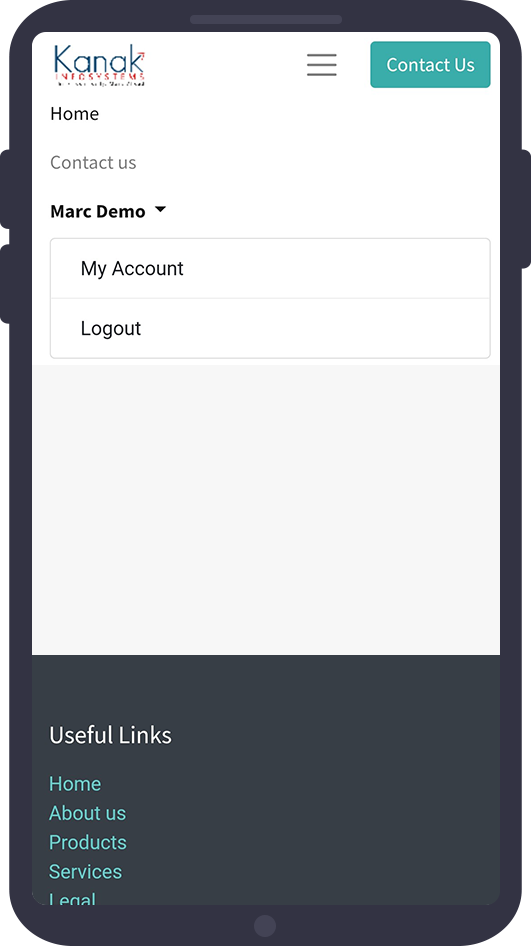 Kanak
INFOSYSTEMS
Contact Us
Home
Contact us
Marc Demo
My Account
Logout
Useful Links
Home
About us
Products
Services
Legal